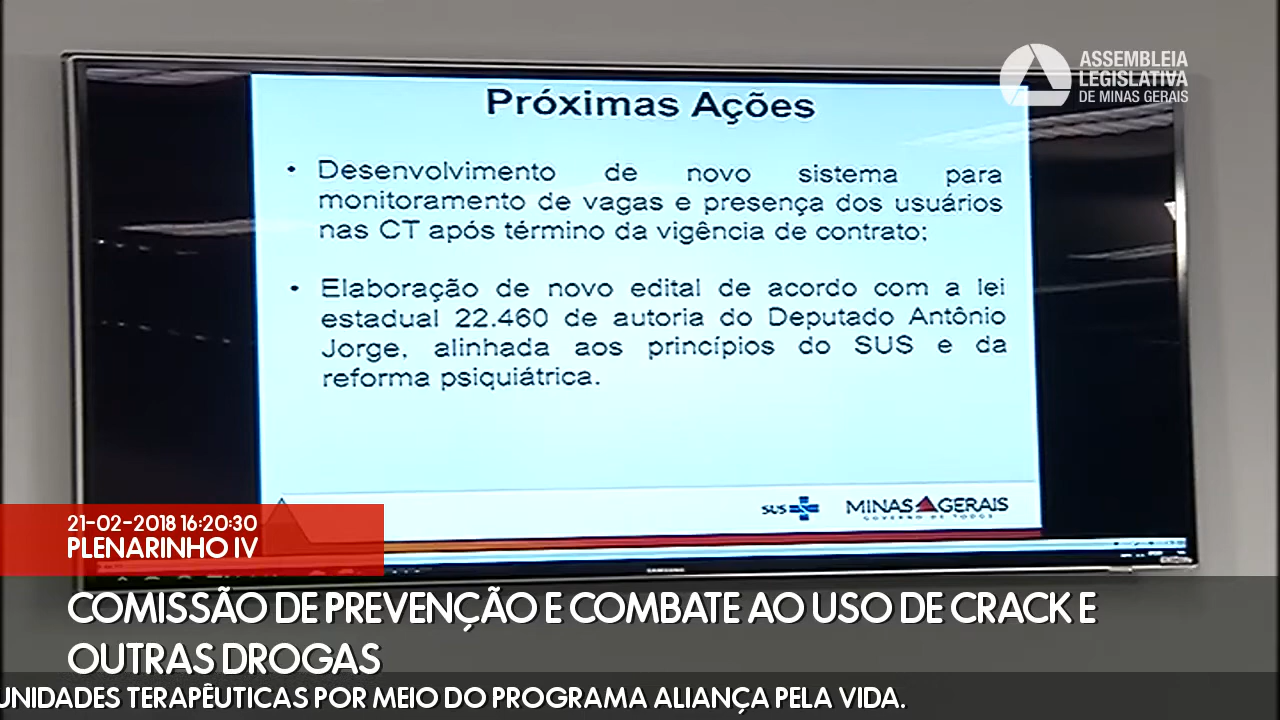 ASSEMBLEIA
LEGISLATIVA
DE MINAS GERAIS
Próximas Ações
• Desenvolvimento de novo sistema para
monitoramento de vagas e presença dos usuários
nas CT após término da vigência de contrato;
• Elaboração de novo edital de acordo com a lei
estadual 22.460 de autoria do Deputado Antônio
Jorge, alinhada aos princípios do SUS e da
reforma psiquiátrica.
SUS MINAS GERAIS
GOVERNO DE TODOS
SAMSUNG
21-02-2018 16:20:30
PLENARINHO IV
COMISSÃO DE PREVENÇÃO E COMBATE AO USO DE CRACK E
OUTRAS DROGAS
UNIDADES TERAPÊUTICAS POR MEIO DO PROGRAMA ALIANÇA PELA VIDA.